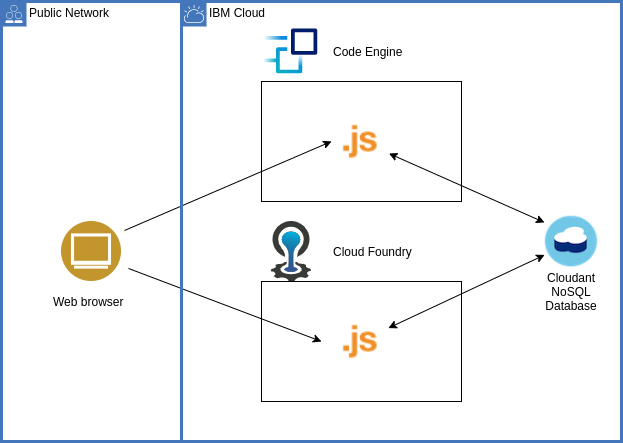 Public Network
IBM Cloud
Code Engine
.js
Cloud Foundry
Web browser
Cloudant
NoSQL
Database
.js